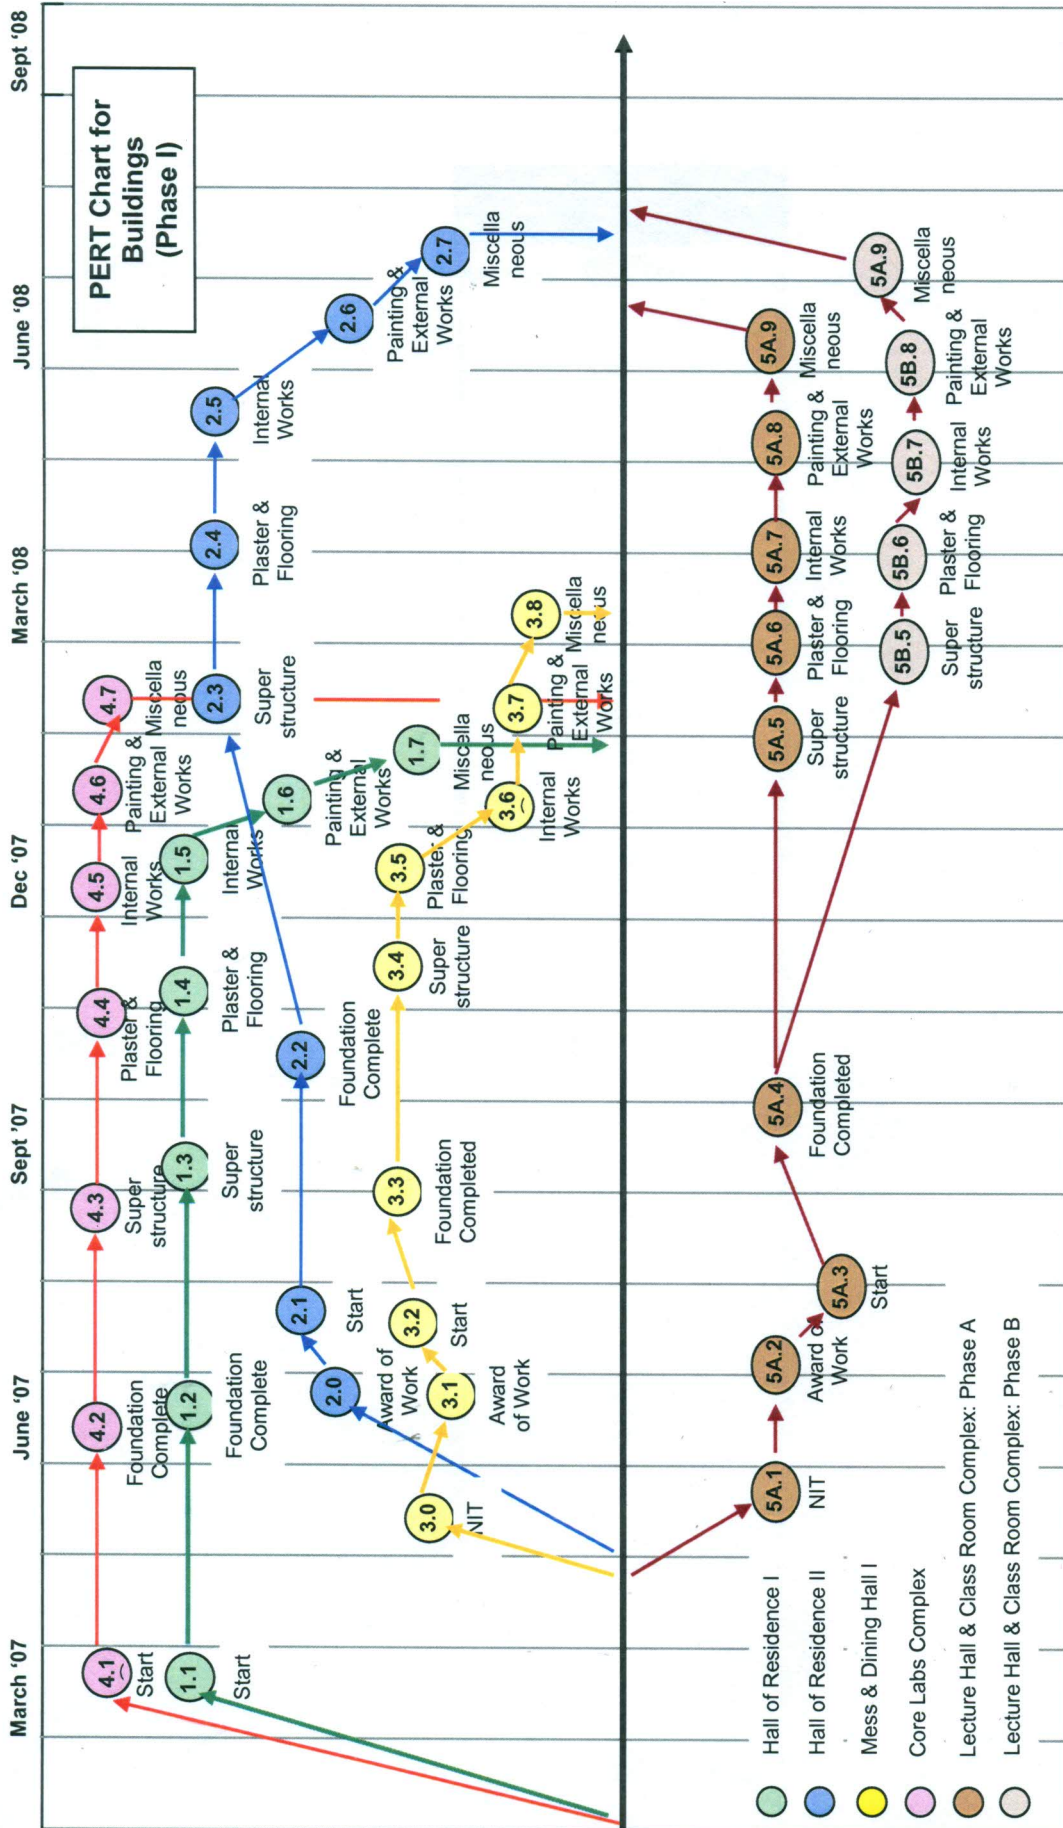 PERT Chart for
Buildings
(Phase I)
March '07
June '07
Sept '07
Dec '07
March '08
June '08
Sept '08
4.1
Start
4.2
Foundation
Complete
4.3
Super
structure
4.4
Plaster &
Flooring
4.5
Internal
Works
4.6
Painting &
External
Works
4.7
Miscella
neous
1.1
Start
1.2
Foundation
Complete
1.3
Super
structure
1.4
Plaster &
Flooring
1.5
Internal
Works
1.6
Painting &
External
Works
1.7
Miscella
neous
2.0
Award of
Work
2.1
Start
2.2
Foundation
Complete
2.3
Super
structure
2.4
Plaster &
Flooring
2.5
Internal
Works
2.6
Painting &
External
Works
2.7
Miscella
neous
3.0
NIT
3.1
Award
of Work
3.2
Start
3.3
Foundation
Completed
3.4
Super
structure
3.5
Plaster &
Flooring
3.6
Internal
Works
3.7
Painting &
External
Works
3.8
Miscella
neous
5A.1
NIT
5A.2
Award of
Work
5A.3
Start
5A.4
Foundation
Completed
5A.5
Super
structure
5A.6
Plaster &
Flooring
5A.7
Internal
Works
5A.8
Painting &
External
Works
5A.9
Miscella
neous
5B.5
Super
structure
5B.6
Plaster &
Flooring
5B.7
Internal
Works
5B.8
Painting &
External
Works
5A.9
Miscella
neous
Hall of Residence I
Hall of Residence II
Mess & Dining Hall I
Core Labs Complex
Lecture Hall & Class Room Complex: Phase A
Lecture Hall & Class Room Complex: Phase B